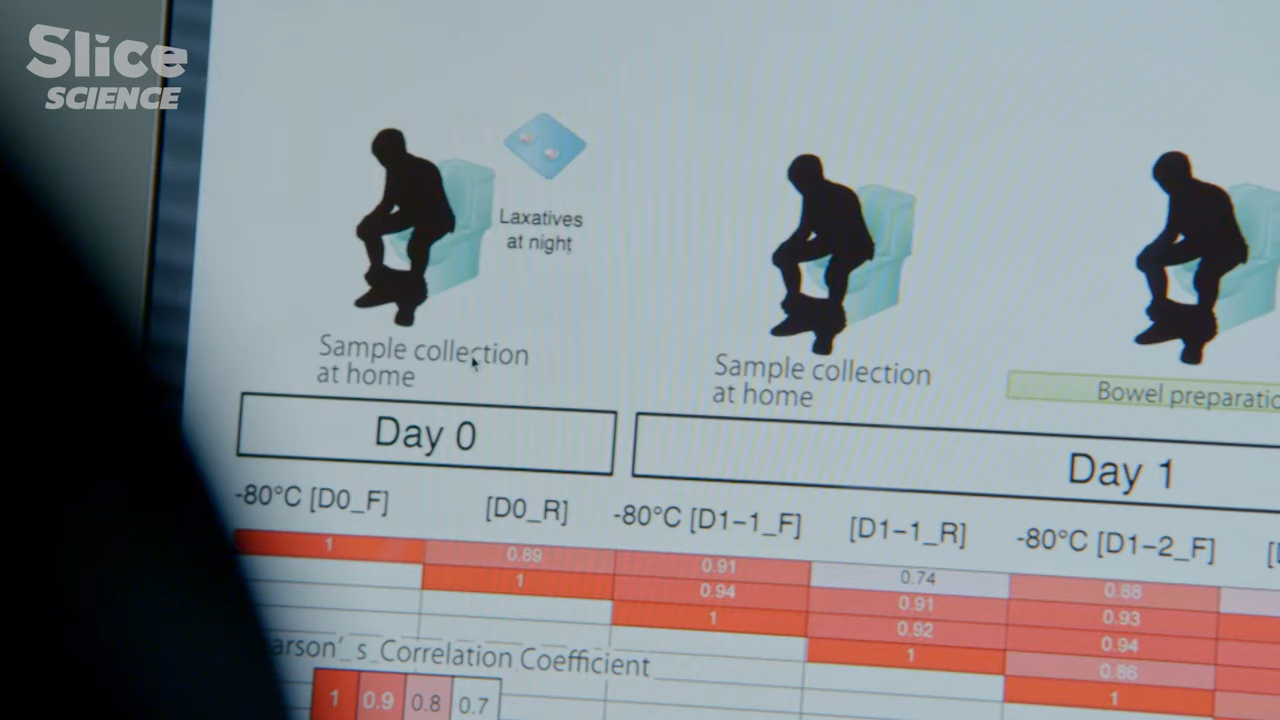 Slice
SCIENCE
Laxatives
at night
Sample collection
at home
Sample collection
at home
Bowel
Day 0
Day 1
-80°C [D0_F]
[D0_R]
-80°C [D1-1_F]
[D1-1_R]
-80°C [D1-2_F]
1
0.89
0.91
0.74
0.88
1
0.94
0.91
0.93
1
0.92
0.94
1
0.86
1
s Correlation Coefficient
1
0.9
0.8
0.7